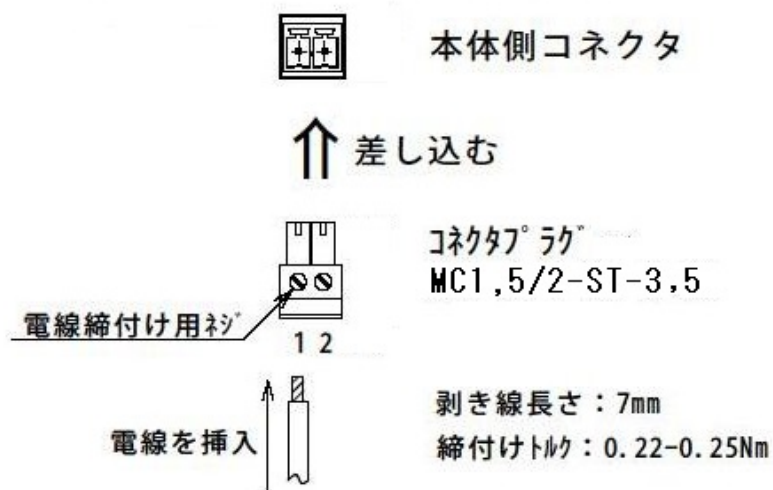 本体側コネクタ
差し込む
コネクタプラグ
MC1,5/2-ST-3.5
電線締付け用ネジ
1 2
電線を挿入
剥き線長さ：7mm
締付けトルク：0.22-0.25Nm